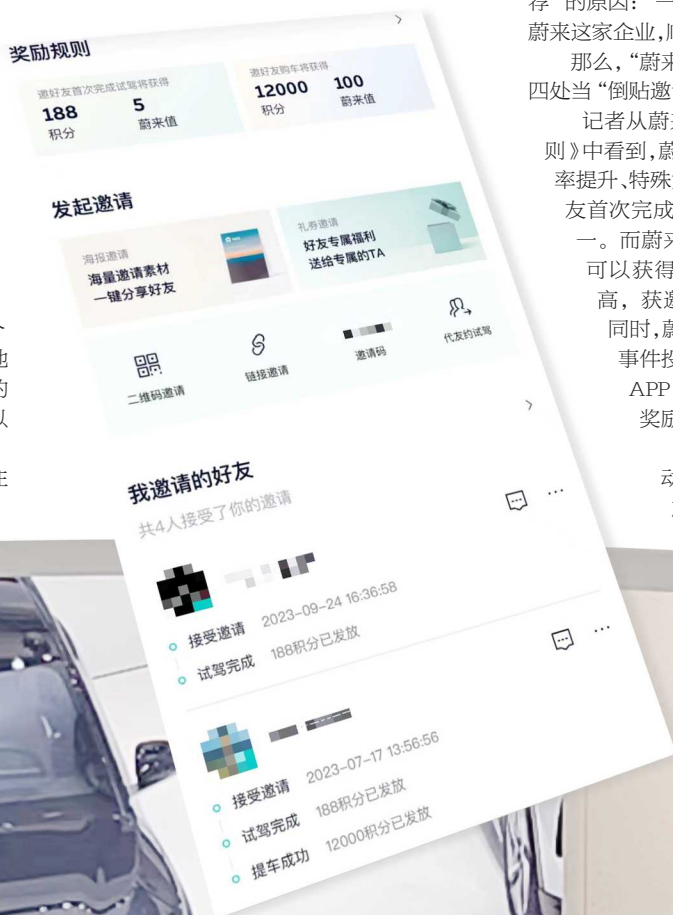 奖励规则
邀好友首次完成试驾将获得
188 5
积分 蔚来值
邀好友购车将获得
12000 100
积分 蔚来值
发起邀请
海报邀请
海量邀请素材
一键分享好友
礼券邀请
好友专属福利
送给专属的TA
二维码邀请
链接邀请
邀请码
代友约试驾
我邀请的好友
共4人接受了你的邀请
接受邀请 2023-09-24 16:36:58
试驾完成 188积分已发放
接受邀请 2023-07-17 13:56:56
试驾完成 188积分已发放
提车成功 12000积分已发放
荐”的原因：“一
蔚来这家企业,
那么，“蔚来
四处当“倒贴邀
记者从蔚来
则》中看到,蔚
率提升、特殊
友首次完成
一。而蔚来
可以获得
高，获邀
同时,蔚
事件投
APP
奖励
动
的
以